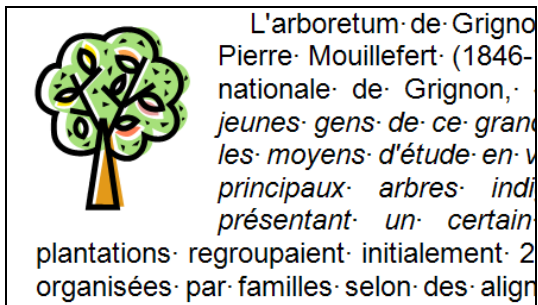 L'arboretum de Grigno
Pierre Mouillefert (1846-
nationale de Grignon,
jeunes gens de ce gran
les moyens d'étude en v
principaux arbres indi
présentant un certain
plantations regroupaient initialement 2
organisées par familles selon des align